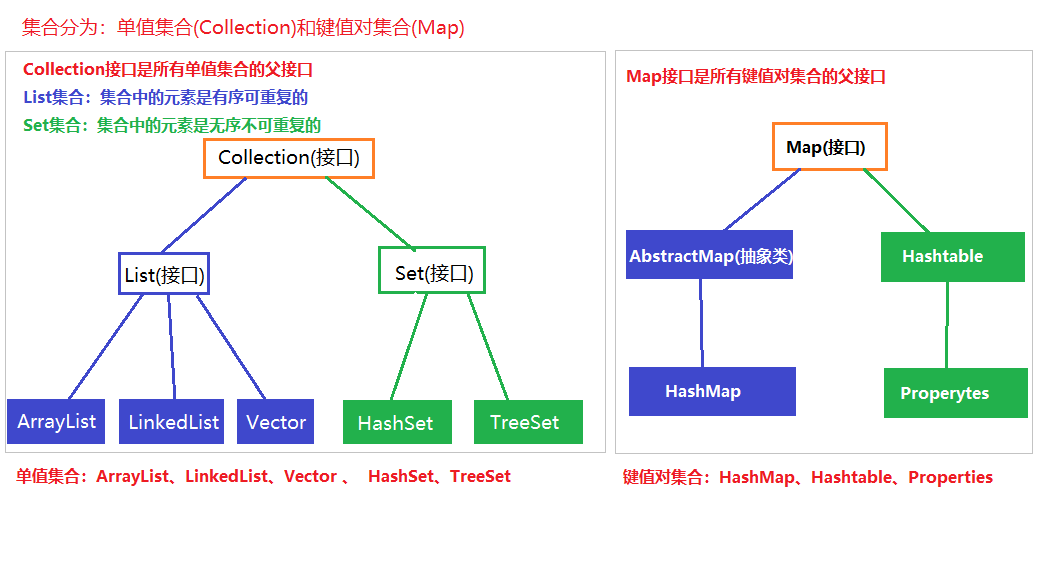 集合分为：单值集合(Collection)和键值对集合(Map)
Collection接口是所有单值集合的父接口
List集合：集合中的元素是有序可重复的
Set集合：集合中的元素是无序不可重复的
Collection(接口)
List(接口)
Set(接口)
ArrayList
LinkedList
Vector
HashSet
TreeSet
单值集合：ArrayList、LinkedList、Vector 、 HashSet、TreeSet
Map接口是所有键值对集合的父接口
Map(接口)
AbstractMap(抽象类)
Hashtable
HashMap
Properytes
键值对集合：HashMap、Hashtable、Properties